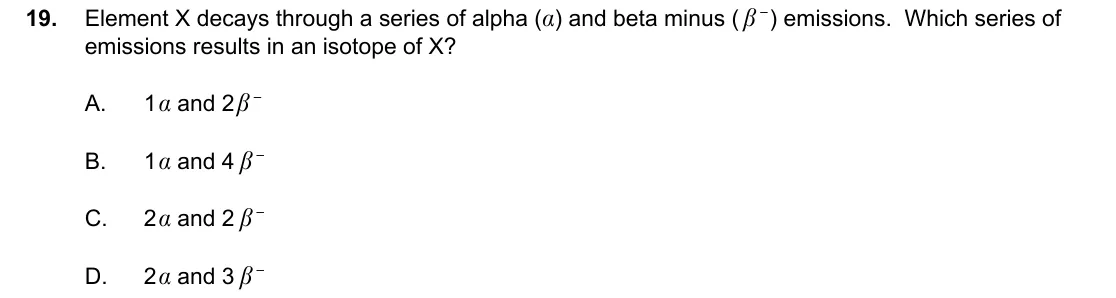 19. Element X decays through a series of alpha (α) and beta minus (β⁻) emissions. Which series of
emissions results in an isotope of X?
A. 1α and 2β⁻
B. 1α and 4 β⁻
C. 2α and 2 β⁻
D. 2α and 3 β⁻